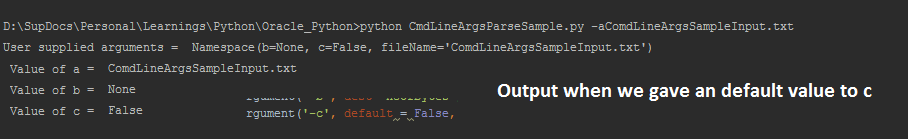 D:\SupDocs\Personal\Learnings\Python\Oracle_Python>python CmdLineArgsParseSample.py -aComdLineArgsSampleInput.txt
User supplied arguments = Namespace(b=None, c=False, fileName='ComdLineArgsSampleInput.txt')
Value of a = ComdLineArgsSampleInput.txt
Value of b = None
Output when we gave an default value to c
Value of c = False
rgument('-c', default = False,